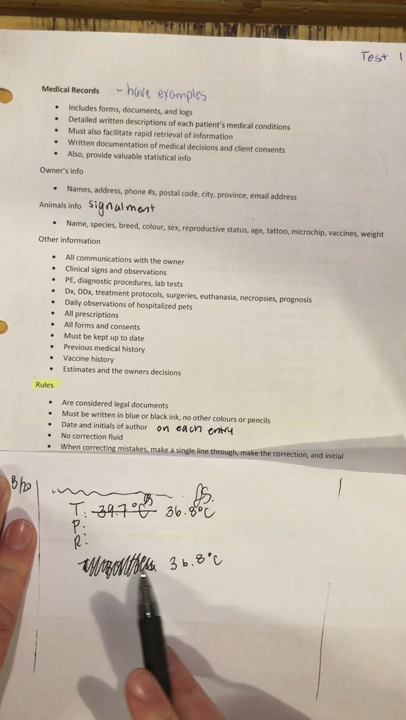 Test 1
Medical Records - have examples
• Includes forms, documents, and logs
• Detailed written descriptions of each patient's medical conditions
• Must also facilitate rapid retrieval of information
• Written documentation of medical decisions and client consents
• Also, provide valuable statistical info
Owner's info
• Names, address, phone #s, postal code, city, province, email address
Animals info signalment
• Name, species, breed, colour, sex, reproductive status, age, tattoo, microchip, vaccines, weight
Other information
• All communications with the owner
• Clinical signs and observations
• PE, diagnostic procedures, lab tests
• Dx, DDx, treatment protocols, surgeries, euthanasia, necropsies, prognosis
• Daily observations of hospitalized pets
• All prescriptions
• All forms and consents
• Must be kept up to date
• Previous medical history
• Vaccine history
• Estimates and the owners decisions
Rules
• Are considered legal documents
• Must be written in blue or black ink, no other colours or pencils
• Date and initials of author on each entry
• No correction fluid
• When correcting mistakes, make a single line through, make the correction, and initial
T: 39.7°C 36.8°C
P:
R:
36.8°C